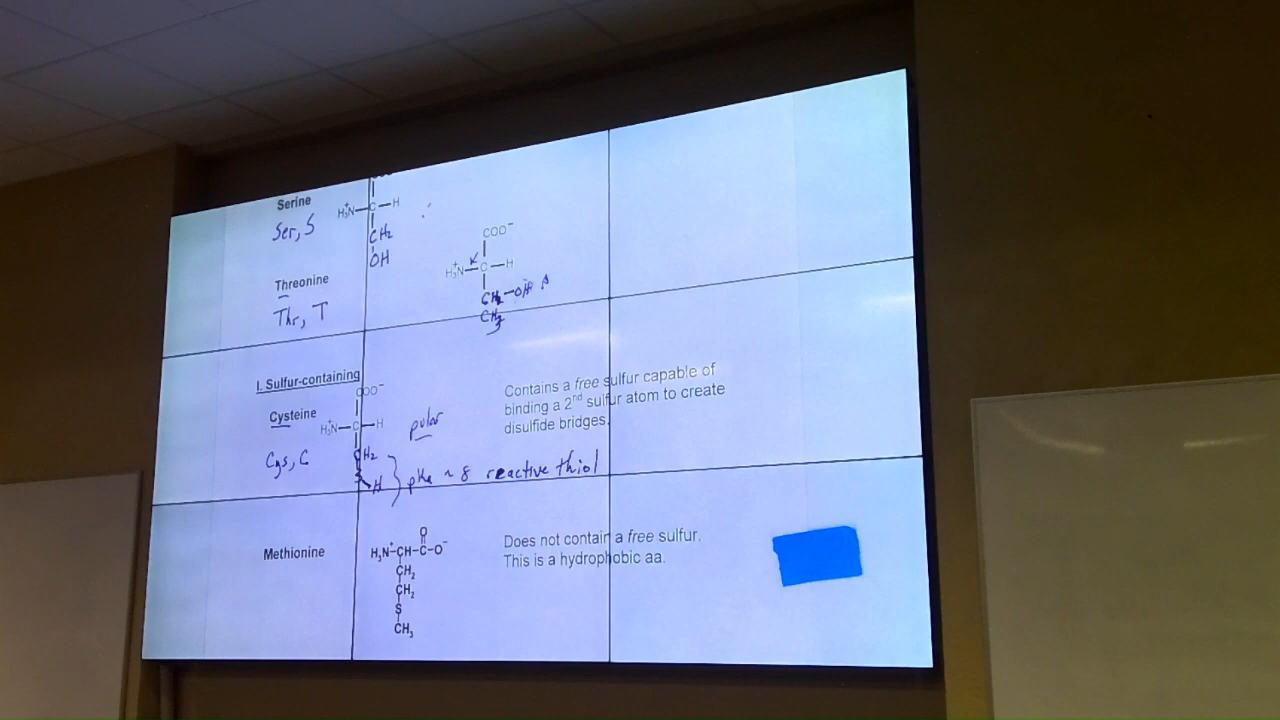 Serine
H₃N⁺—C—H
Ser, S
CH₂
OH
COO⁻
H₃N⁺—C—H
Threonine
Thr, T
CH—OH
CH₃
I. Sulfur-containing
COO⁻
Contains a free sulfur capable of
binding a 2nd sulfur atom to create
disulfide bridges.
Cysteine
H₃N⁺—C—H
polar
Cys, C
CH₂
H
pKa ~ 8 reactive thiol
Methionine
O
H₃N⁺–CH–C–O⁻
CH₂
CH₂
S
CH₃
Does not contain a free sulfur.
This is a hydrophobic aa.